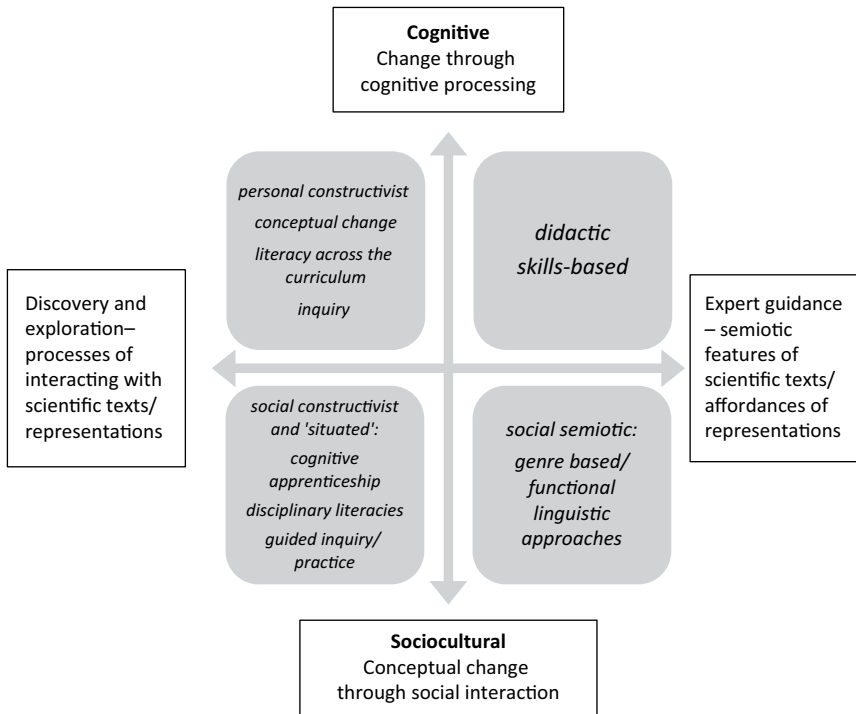 Cognitive
Change through
cognitive processing
personal constructivist
conceptual change
literacy across the
curriculum
inquiry
didactic
skills-based
Discovery and
exploration–
processes of
interacting with
scientific texts/
representations
Expert guidance
– semiotic
features of
scientific texts/
affordances of
representations
social constructivist
and 'situated':
cognitive
apprenticeship
disciplinary literacies
guided inquiry/
practice
social semiotic:
genre based/
functional
linguistic
approaches
Sociocultural
Conceptual change
through social interaction